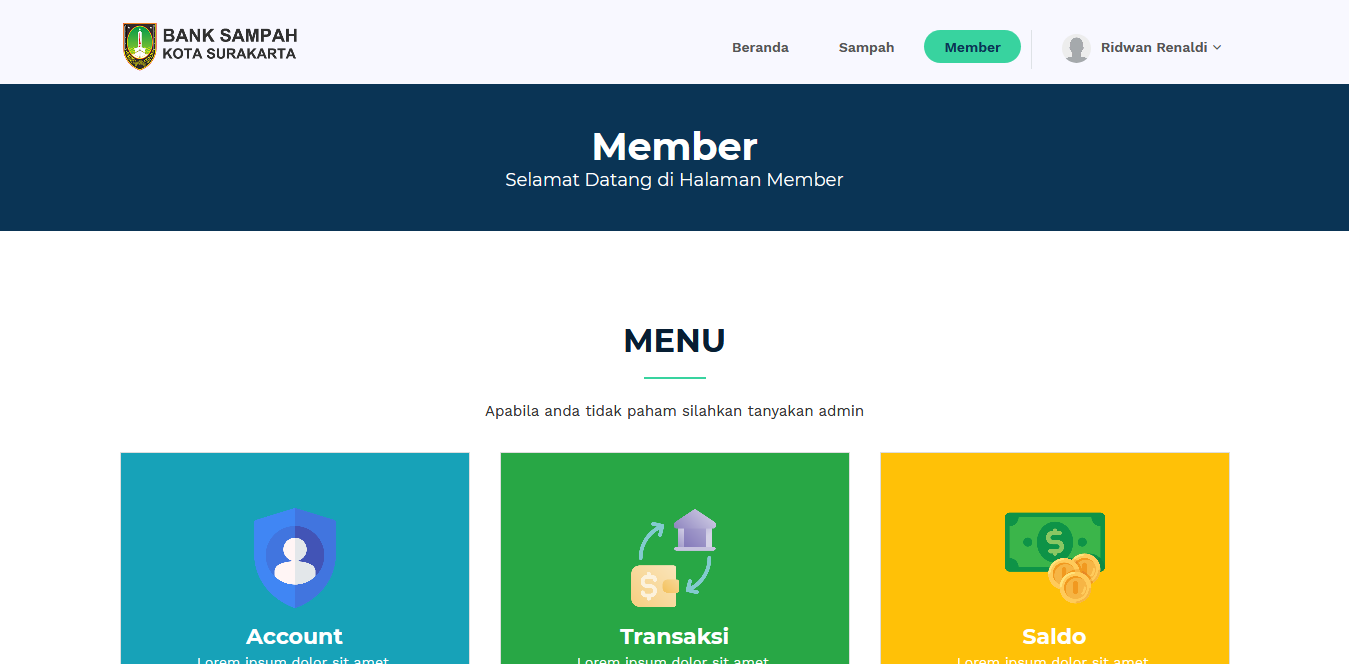 BANK SAMPAH
KOTA SURAKARTA
Beranda
Sampah
Member
Ridwan Renaldi
Member
Selamat Datang di Halaman Member
MENU
Apabila anda tidak paham silahkan tanyakan admin
Account
Transaksi
Saldo
Lorem ipsum dolor sit amet
Lorem ipsum dolor sit amet
Lorem ipsum dolor sit amet